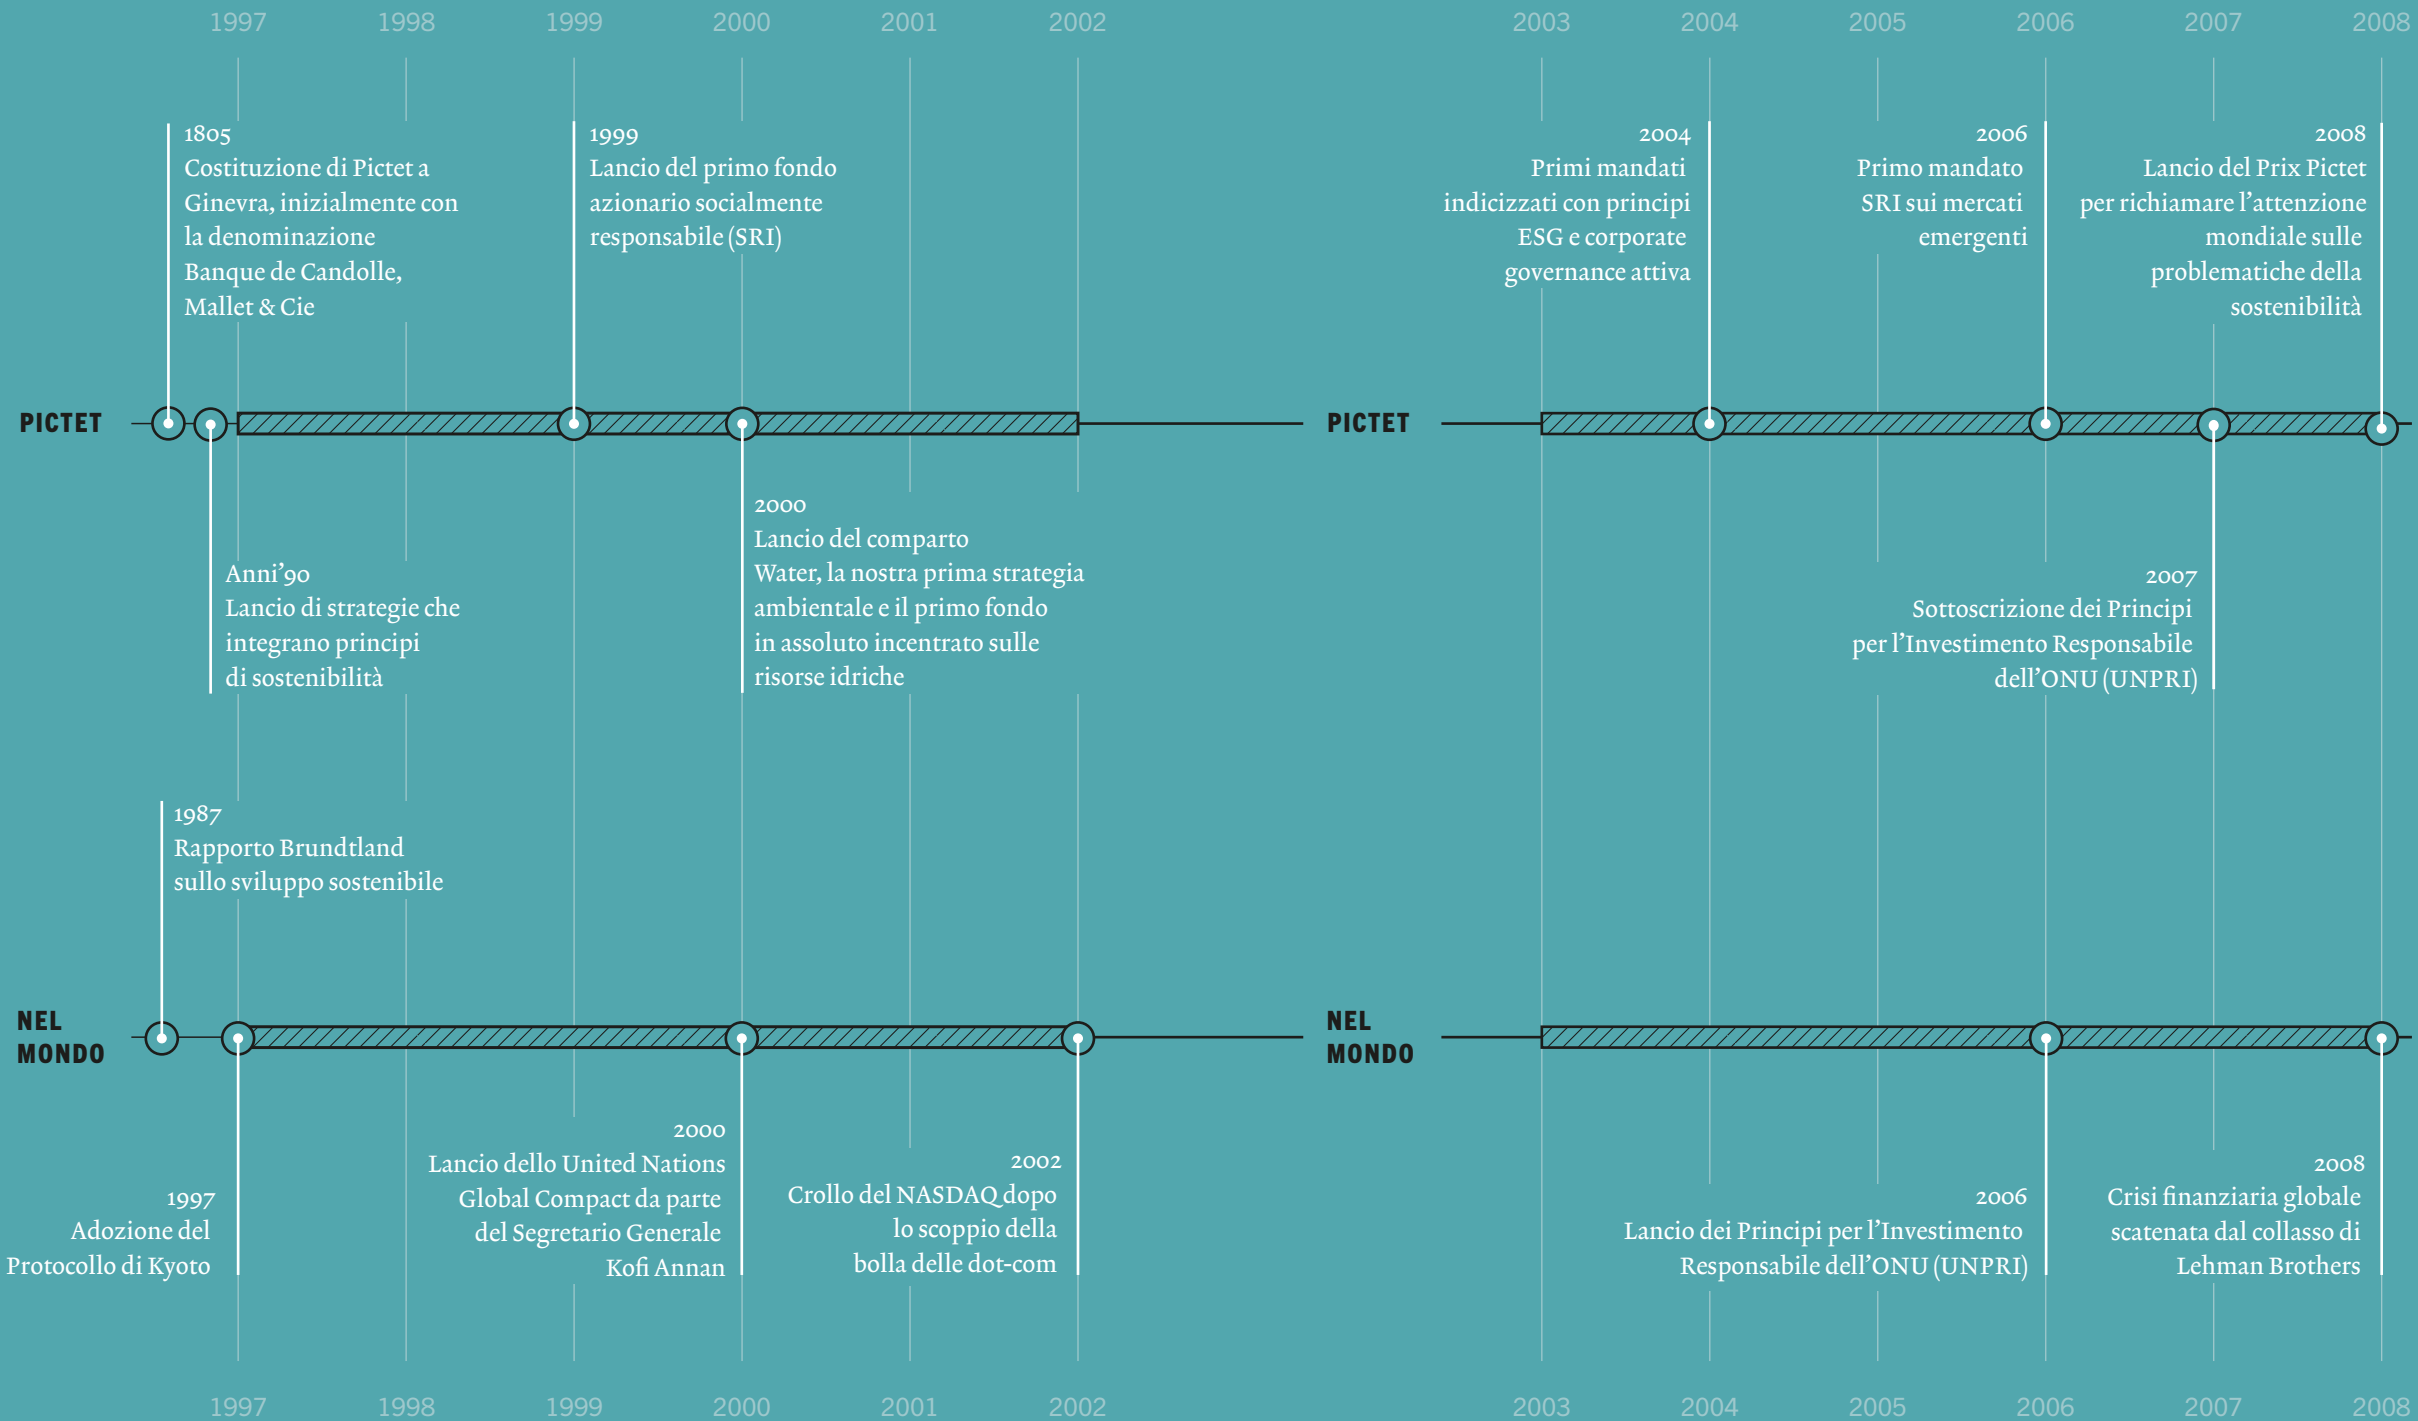 1997 1998 1999 2000 2001 2002 2003 2004 2005 2006 2007 2008
1805
Costituzione di Pictet a
Ginevra, inizialmente con
la denominazione
Banque de Candolle,
Mallet & Cie
1999
Lancio del primo fondo
azionario socialmente
responsabile (SRI)
2004
Primi mandati
indicizzati con principi
ESG e corporate
governance attiva
2006
Primo mandato
SRI sui mercati
emergenti
2008
Lancio del Prix Pictet
per richiamare l’attenzione
mondiale sulle
problematiche della
sostenibilità
PICTET
PICTET
Anni’90
Lancio di strategie che
integrano principi
di sostenibilità
2000
Lancio del comparto
Water, la nostra prima strategia
ambientale e il primo fondo
in assoluto incentrato sulle
risorse idriche
2007
Sottoscrizione dei Principi
per l’Investimento Responsabile
dell’ONU (UNPRI)
1987
Rapporto Brundtland
sullo sviluppo sostenibile
NEL
MONDO
NEL
MONDO
1997
Adozione del
Protocollo di Kyoto
2000
Lancio dello United Nations
Global Compact da parte
del Segretario Generale
Kofi Annan
2002
Crollo del NASDAQ dopo
lo scoppio della
bolla delle dot-com
2006
Lancio dei Principi per l’Investimento
Responsabile dell’ONU (UNPRI)
2008
Crisi finanziaria globale
scatenata dal collasso di
Lehman Brothers
1997 1998 1999 2000 2001 2002 2003 2004 2005 2006 2007 2008